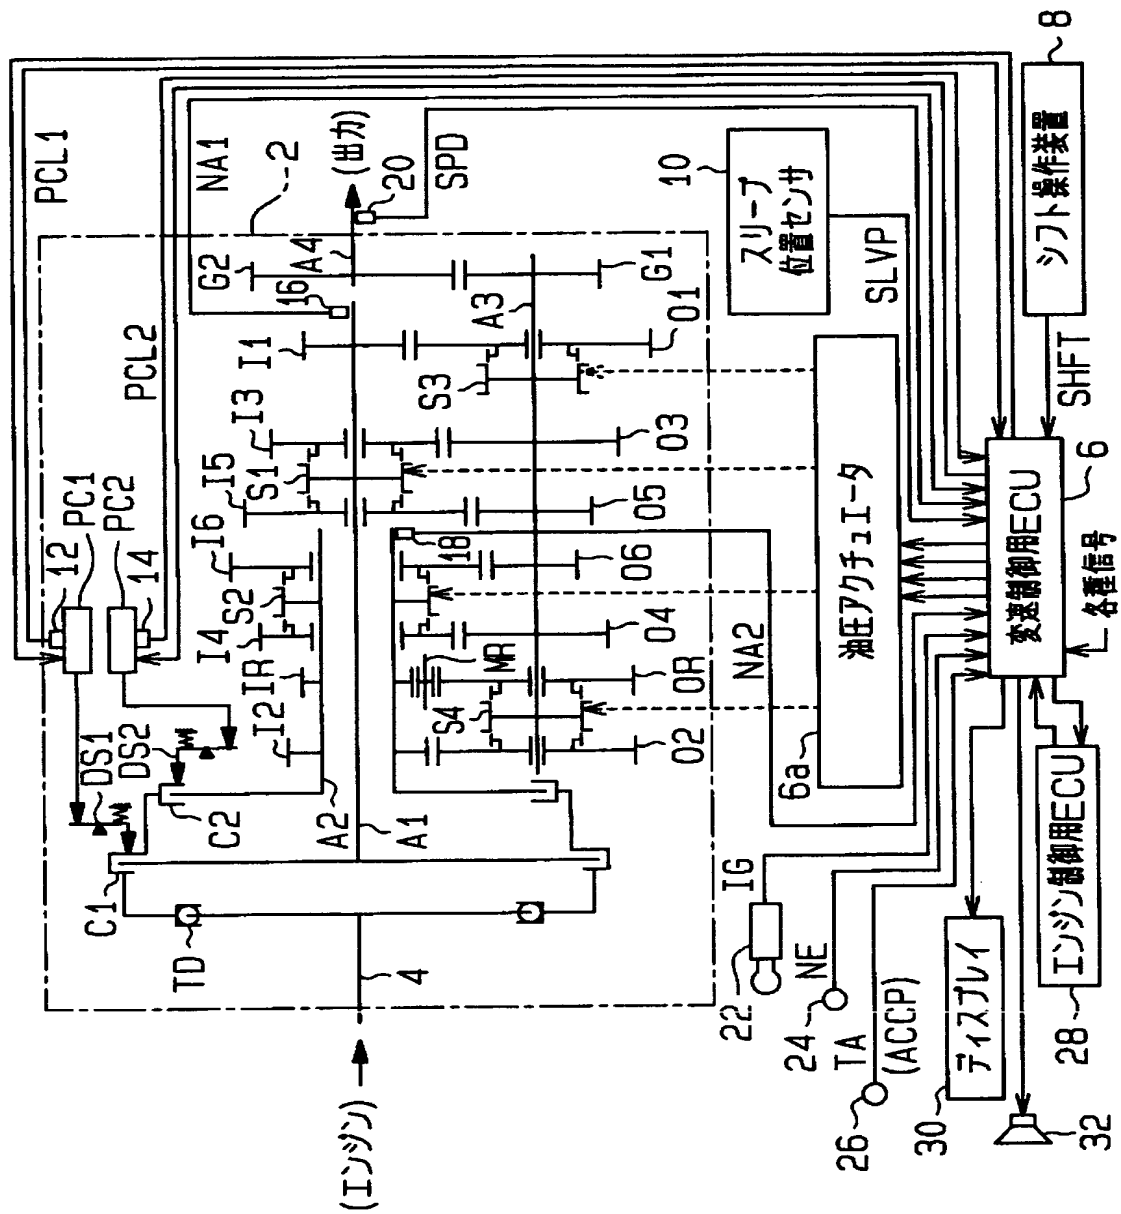 PCL1
NA1
2
(出力)
20
SPD
PCL2
G2
16
A4
A3
G1
I1
S3
O1
I3
S1
I5
O3
O5
12
PC1
PC2
14
I6
S2
I4
IR
I2
18
O6
O4
MR
S4
OR
O2
NA2
DS1
DS2
C2
A2
A1
C1
TD
4
(エンジン)
10
スリーブ
位置センサ
SLVP
8
シフト操作装置
SHFT
油圧アクチュエータ
6a
変速制御用ECU
6
各種信号
IG
22
NE
24
TA
(ACCP)
26
ディスプレイ
30
エンジン制御用ECU
28
32